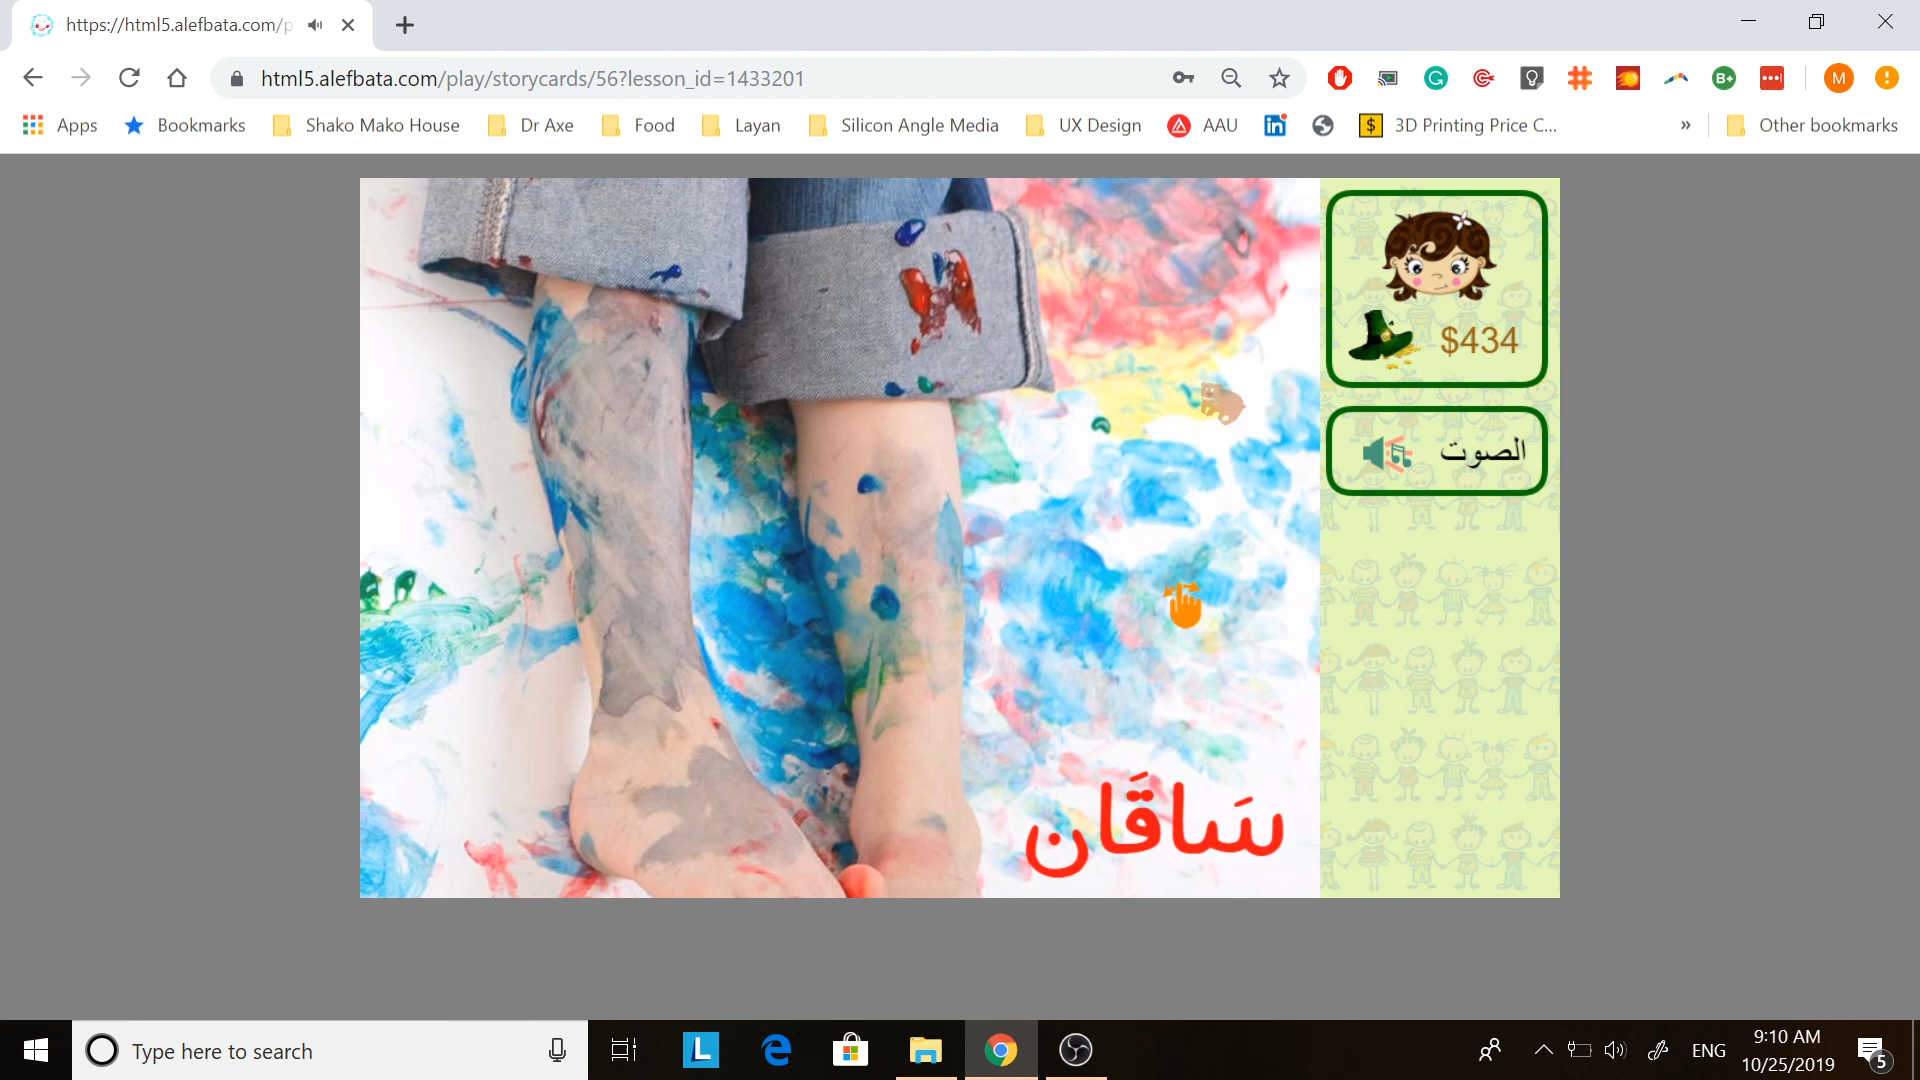 https://html5.alefbata.com/p
html5.alefbata.com/play/storycards/56?lesson_id=1433201
M
Apps
Bookmarks
Shako Mako House
Dr Axe
Food
Layan
Silicon Angle Media
UX Design
AAU
3D Printing Price C...
»
Other bookmarks
$434
الصوت
سَاقَان
Type here to search
ENG
9:10 AM
10/25/2019
5